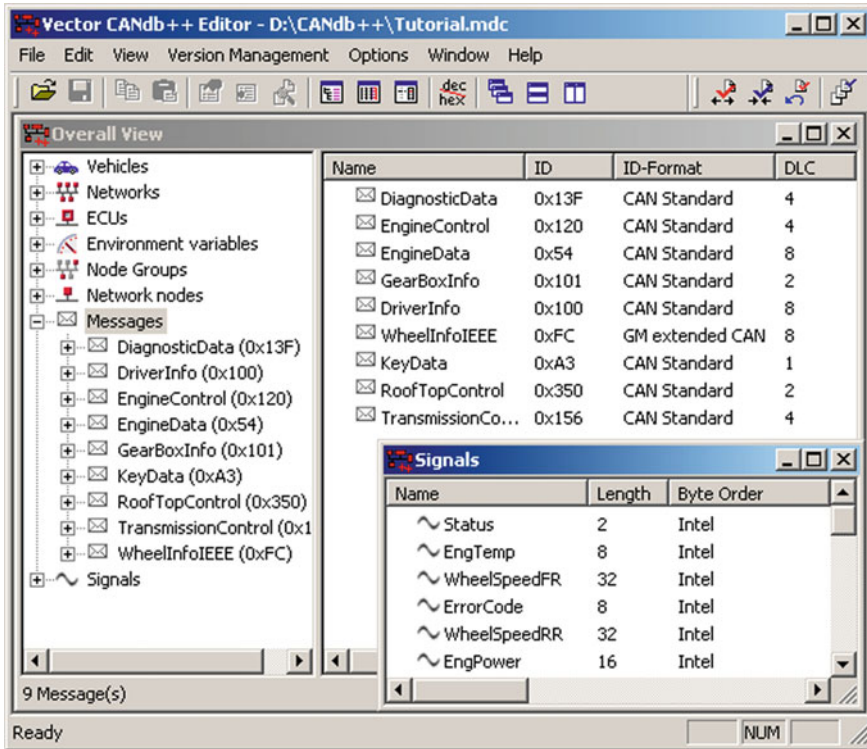 Vector CANdb++ Editor - D:\CANdb++\Tutorial.mdc
File Edit View Version Management Options Window Help
dec
hex
Overall View
Vehicles
Networks
ECUs
Environment variables
Node Groups
Network nodes
Messages
DiagnosticData (0x13F)
DriverInfo (0x100)
EngineControl (0x120)
EngineData (0x54)
GearBoxInfo (0x101)
KeyData (0xA3)
RoofTopControl (0x350)
TransmissionControl (0x1
WheelInfoIEEE (0xFC)
Signals
Name ID ID-Format DLC
DiagnosticData 0x13F CAN Standard 4
EngineControl 0x120 CAN Standard 4
EngineData 0x54 CAN Standard 8
GearBoxInfo 0x101 CAN Standard 2
DriverInfo 0x100 CAN Standard 8
WheelInfoIEEE 0xFC GM extended CAN 8
KeyData 0xA3 CAN Standard 1
RoofTopControl 0x350 CAN Standard 2
TransmissionCo... 0x156 CAN Standard 4
Signals
Name Length Byte Order
Status 2 Intel
EngTemp 8 Intel
WheelSpeedFR 32 Intel
ErrorCode 8 Intel
WheelSpeedRR 32 Intel
EngPower 16 Intel
9 Message(s)
Ready NUM